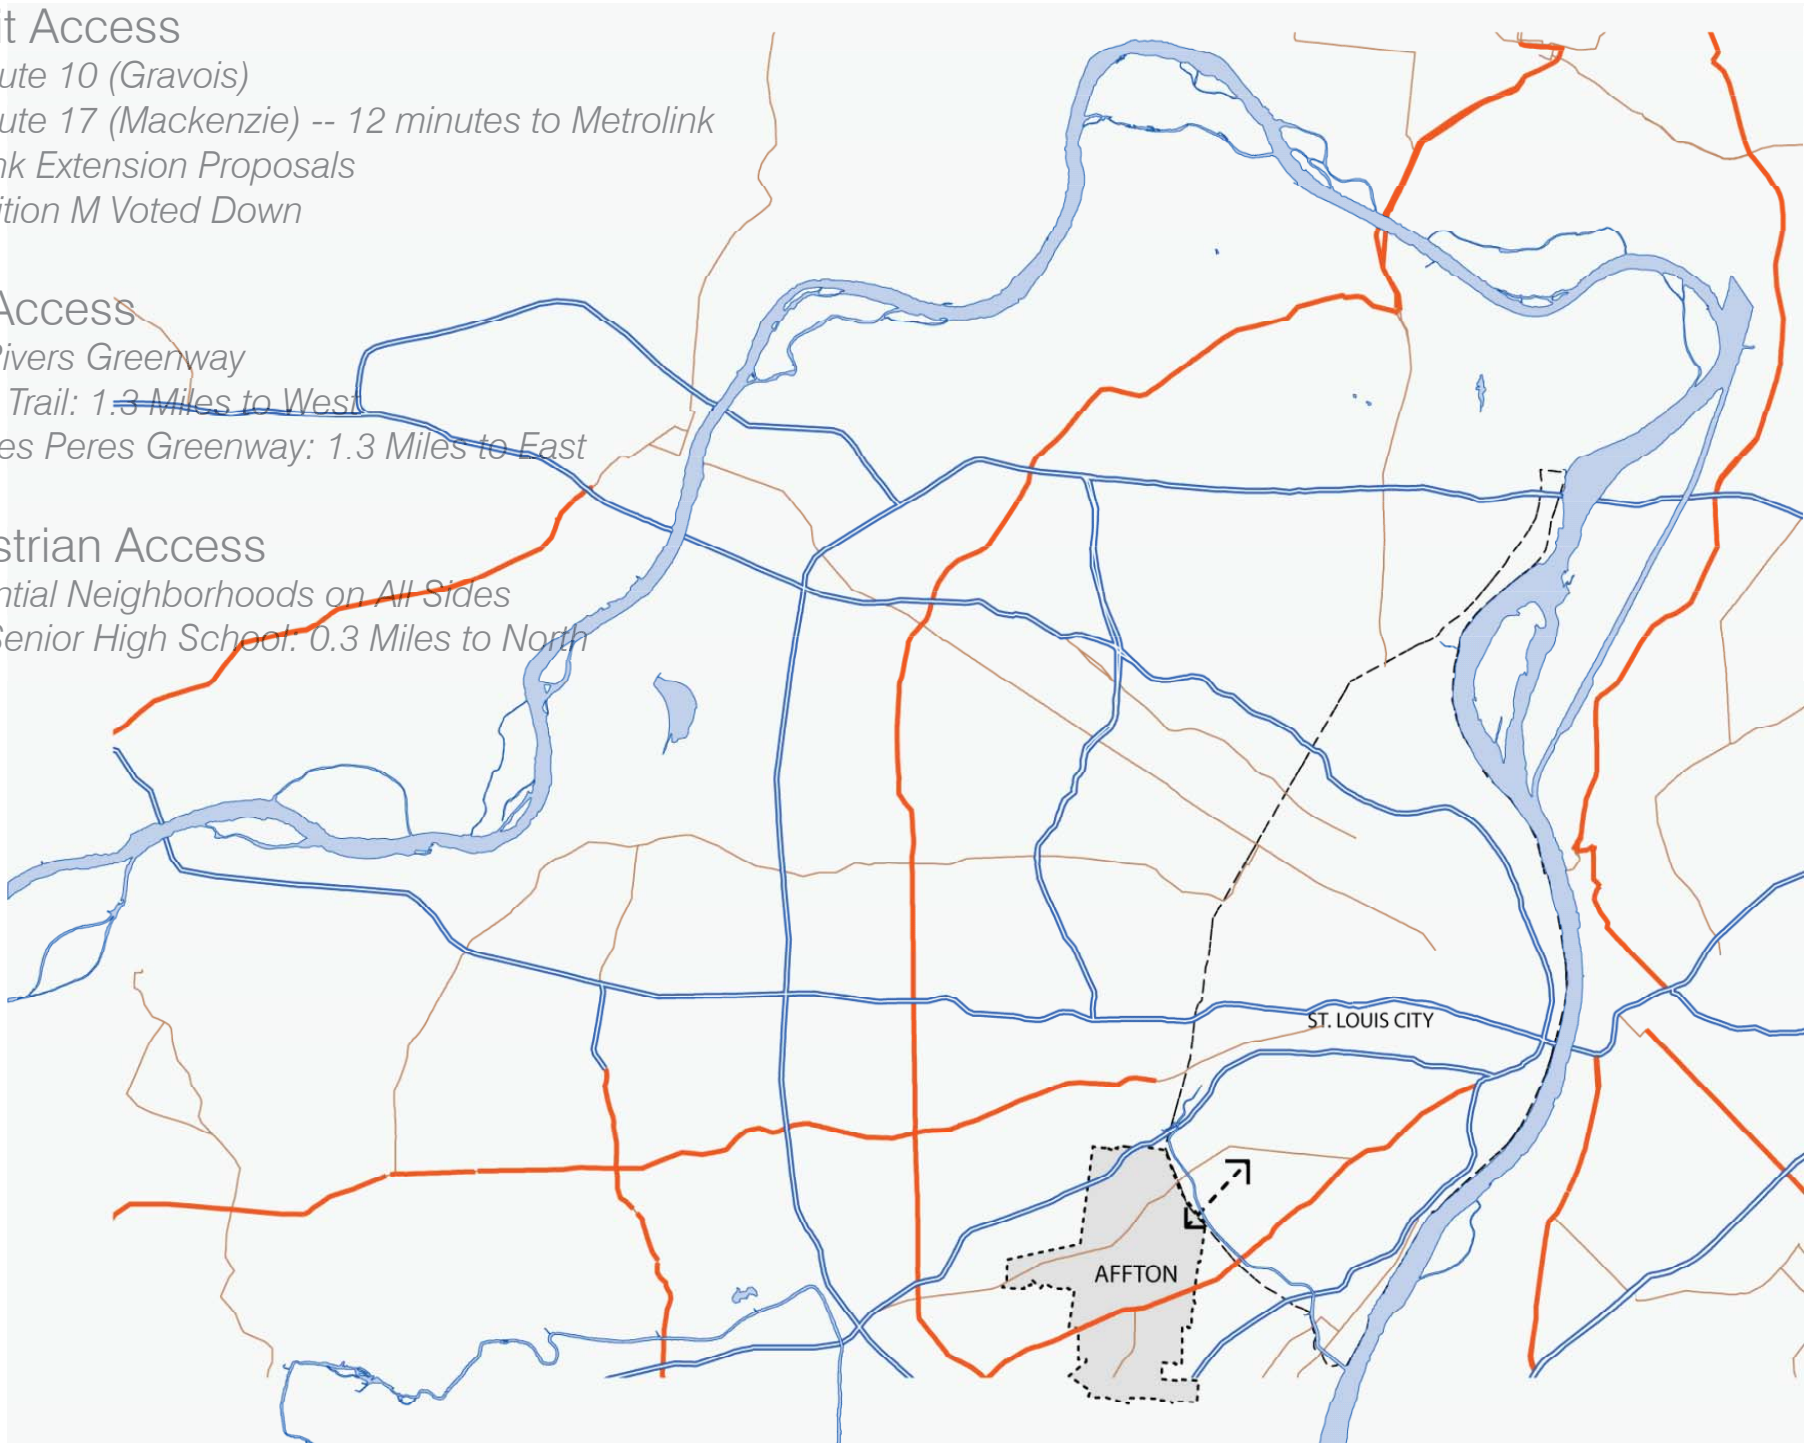 it Access
ute 10 (Gravois)
ute 17 (Mackenzie) -- 12 minutes to Metrolink
nk Extension Proposals
ition M Voted Down
Access
Rivers Greenway
Trail: 1.3 Miles to West
es Peres Greenway: 1.3 Miles to East
strian Access
ntial Neighborhoods on All Sides
Senior High School: 0.3 Miles to North
ST. LOUIS CITY
AFFTON